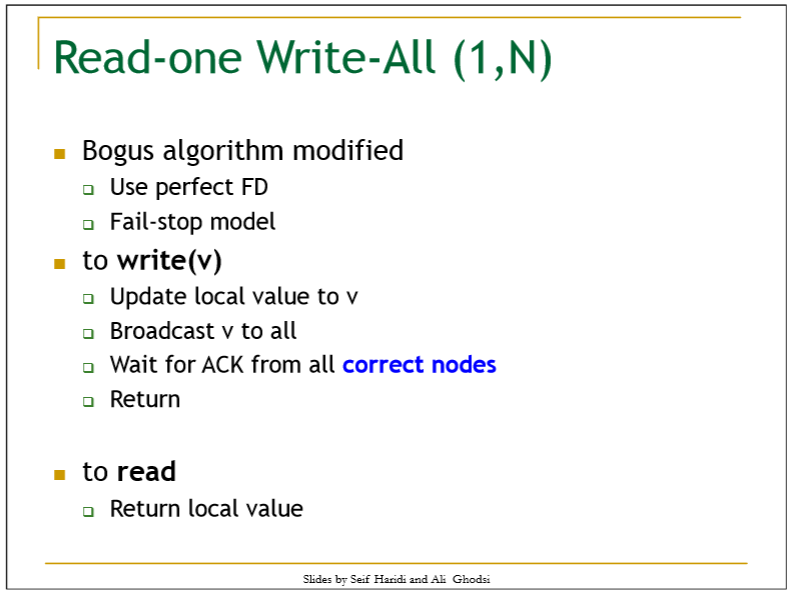 Read-one Write-All (1,N)
Bogus algorithm modified
Use perfect FD
Fail-stop model
to write(v)
Update local value to v
Broadcast v to all
Wait for ACK from all correct nodes
Return
to read
Return local value
Slides by Seif Haridi and Ali Ghodsi